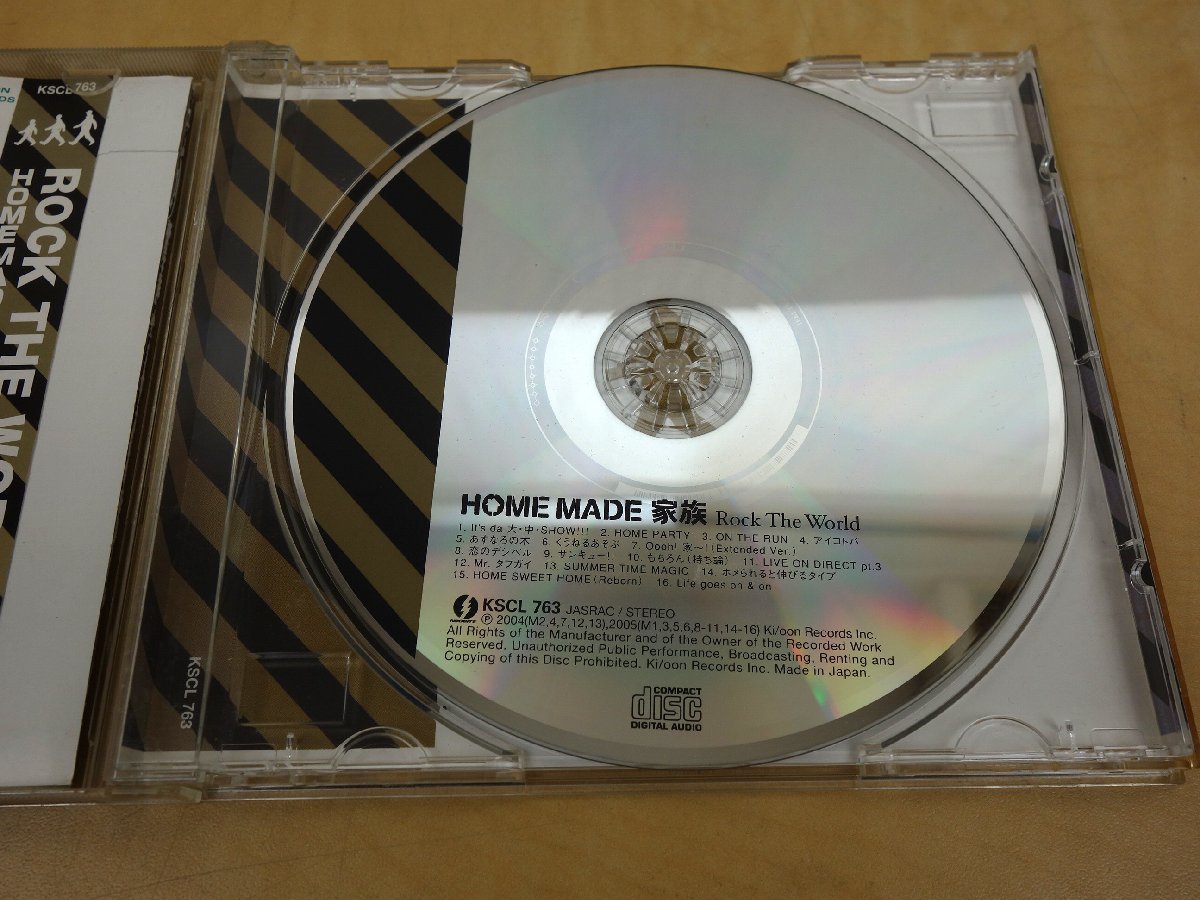 KSCL 763
ROCK THE WOR
HOME MA
KSCL 763
HOME MADE 家族 Rock The World
1. It's da 大・中・SHOW!!! 2. HOME PARTY 3. ON THE RUN 4. アイコトバ
5. あすなろの木 6. くうねるあそぶ 7. Oooh! 家〜!(Extended Ver.)
8. 恋のデシベル 9. サンキュー! 10. もちろん(持ち論) 11. LIVE ON DIRECT pt.3
12. Mr. タフガイ 13. SUMMER TIME MAGIC 14. ホメられると伸びるタイプ
15. HOME SWEET HOME(Reborn) 16. Life goes on & on
KSCL 763 JASRAC / STEREO
Ⓟ 2004(M2,4,7,12,13),2005(M1,3,5,6,8-11,14-16) Ki/oon Records Inc.
All Rights of the Manufacturer and of the Owner of the Recorded Work
Reserved. Unauthorized Public Performance, Broadcasting, Renting and
Copying of this Disc Prohibited. Ki/oon Records Inc. Made in Japan.
COMPACT
disc
DIGITAL AUDIO